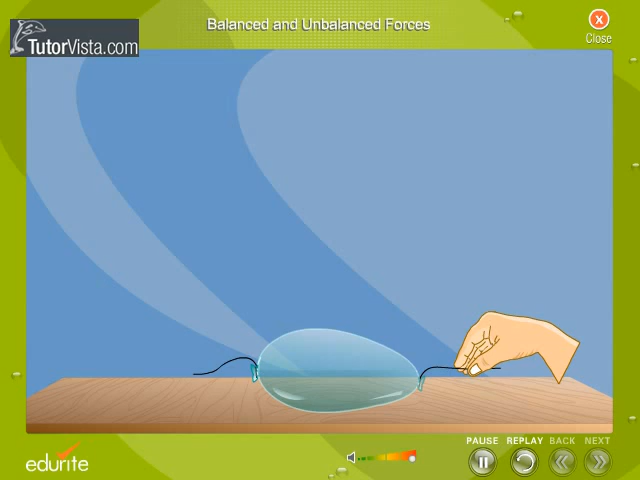 Balanced and Unbalanced Forces
TutorVista.com
X
Close
PAUSE REPLAY BACK NEXT
edurite